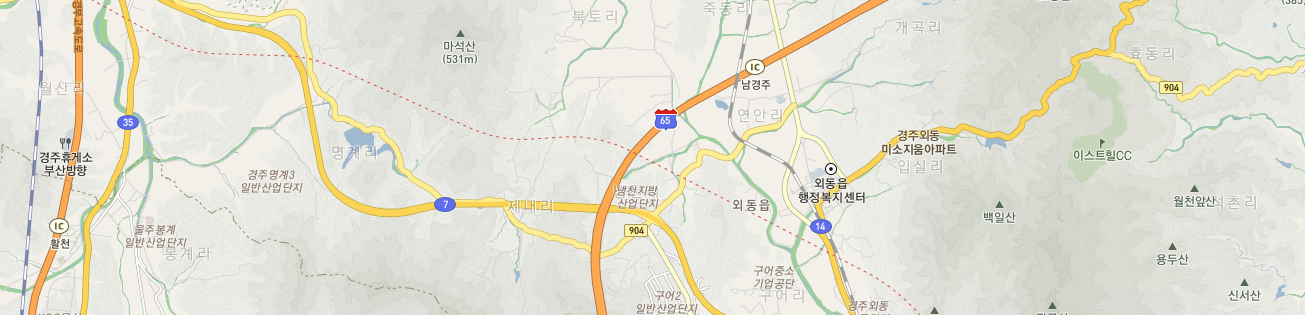 경부고속도로
북토리
죽동리
개곡리
마석산
(531m)
효동리
월산리
IC
남경주
904
65
연안리
35
경주외동
미소지움아파트
경주휴게소
부산방향
명계리
이스트힐CC
입실리
외동읍
행정복지센터
경주명계3
일반산업단지
냉천지방
산업단지
7
제내리
외동읍
백일산
월천앞산
석촌리
IC
활천
904
14
울주봉계
일반산업단지
봉계리
용두산
구어중소
기업공단
구어리
구어2
일반산업단지
신서산
경주외동